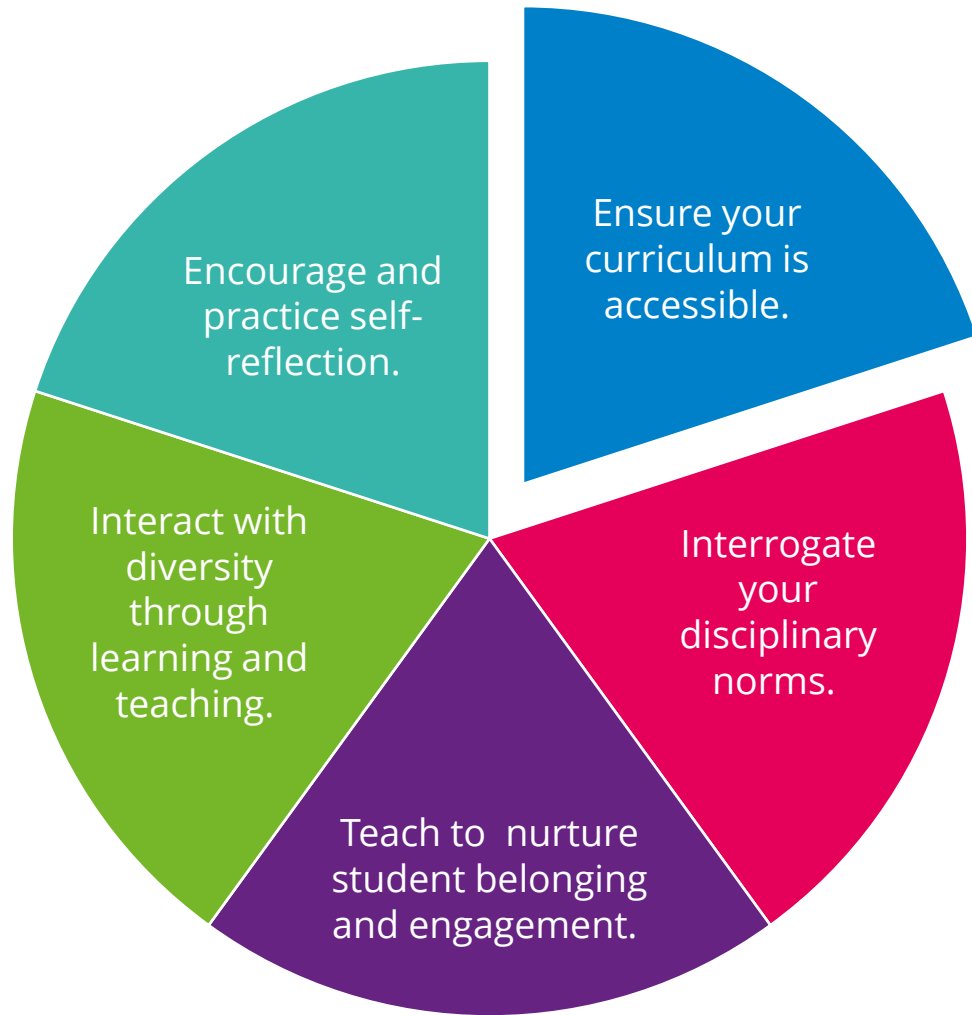 Ensure your
curriculum is
accessible.
Interrogate
your
disciplinary
norms.
Teach to  nurture
student belonging
and engagement.
Interact with
diversity
through
learning and
teaching.
Encourage and
practice self-
reflection.